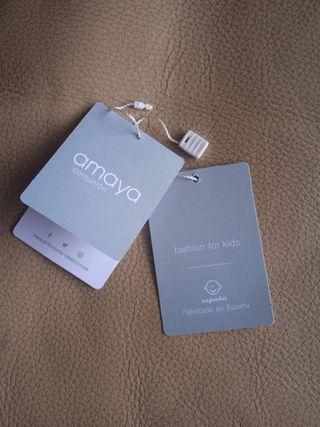 amaya
comunión
fashion for kids
españa
Fabricado en España